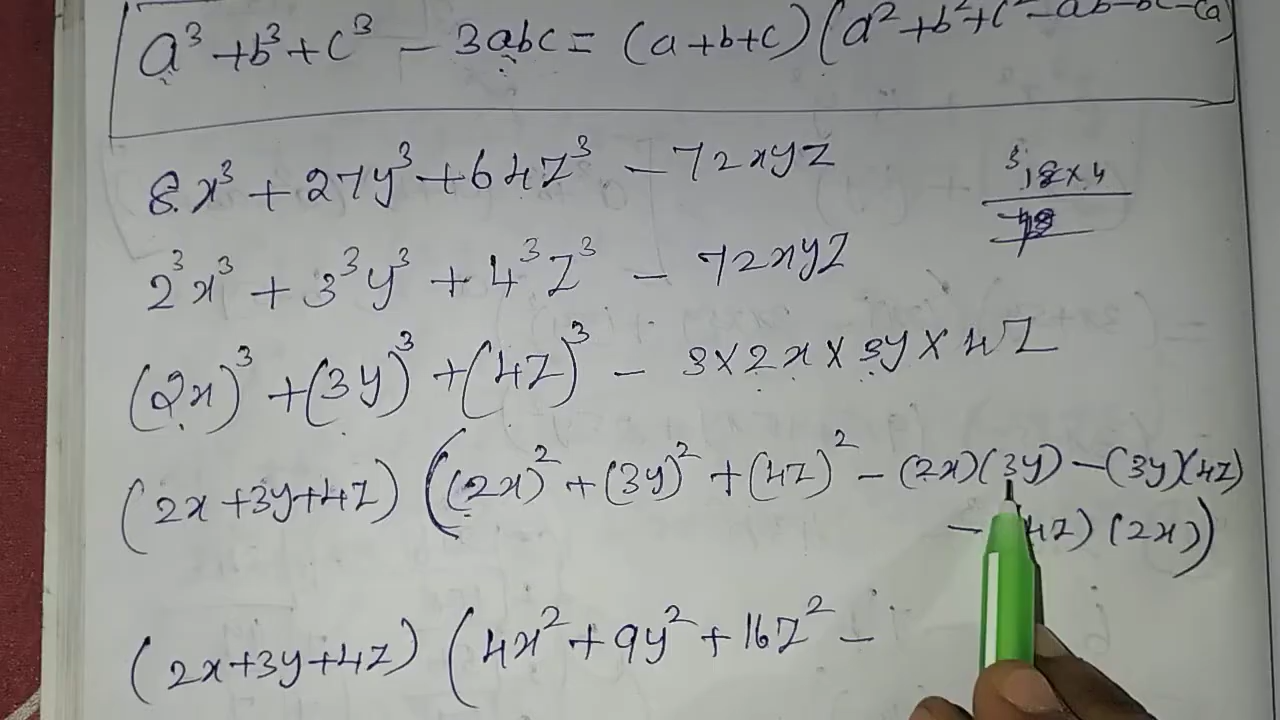 a³ + b³ + c³ - 3abc = (a+b+c) (a² + b² + c² - ab - bc - ca)
8x³ + 27y³ + 64z³ - 72xyz
18 x 4
2³x³ + 3³y³ + 4³z³ - 72xyz
(2x)³ + (3y)³ + (4z)³ - 3 x 2x x 3y x 4z
(2x + 3y + 4z) ((2x)² + (3y)² + (4z)² - (2x)(3y) - (3y)(4z)
- (4z) (2x))
(2x + 3y + 4z) (4x² + 9y² + 16z² -